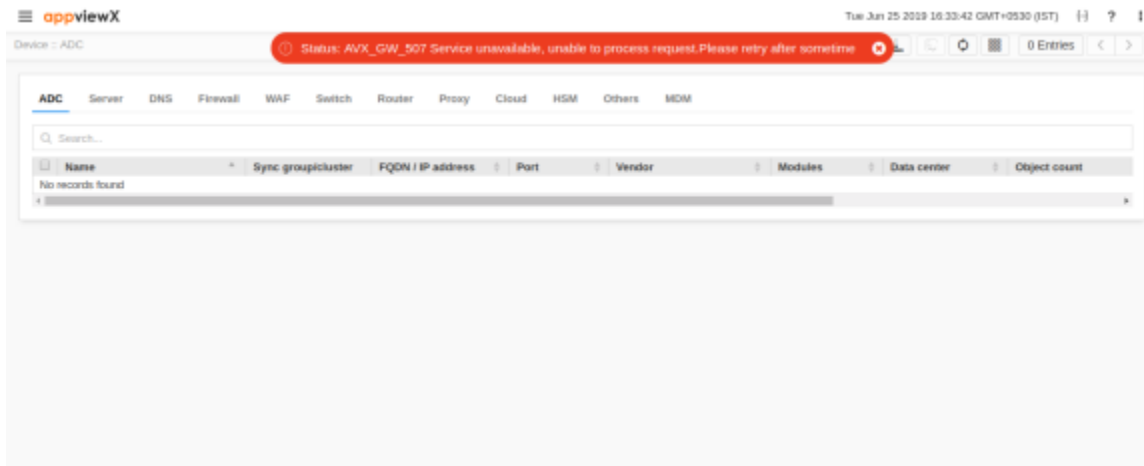 appviewX Tue Jun 25 2019 16:33:42 GMT+0530 (IST) ?
Device :: ADC Status: AVX_GW_507 Service unavailable, unable to process request.Please retry after sometime 0 Entries
ADC Server DNS Firewall WAF Switch Router Proxy Cloud HSM Others MDM
Search...
Name Sync group/cluster FQDN / IP address Port Vendor Modules Data center Object count
No records found